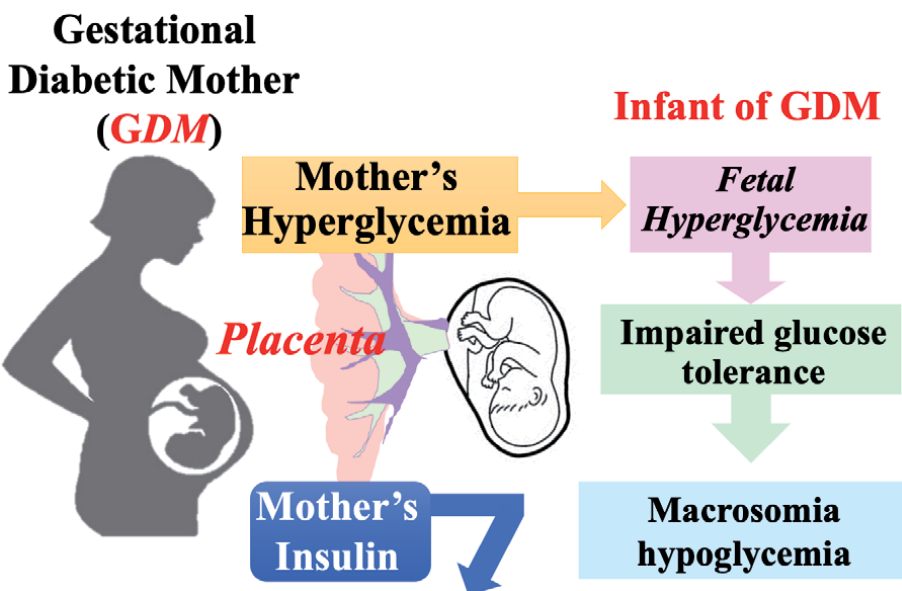 Gestational
Diabetic Mother
(GDM)
Infant of GDM
Mother’s
Hyperglycemia
Fetal
Hyperglycemia
Placenta
Impaired glucose
tolerance
Mother’s
Insulin
Macrosomia
hypoglycemia